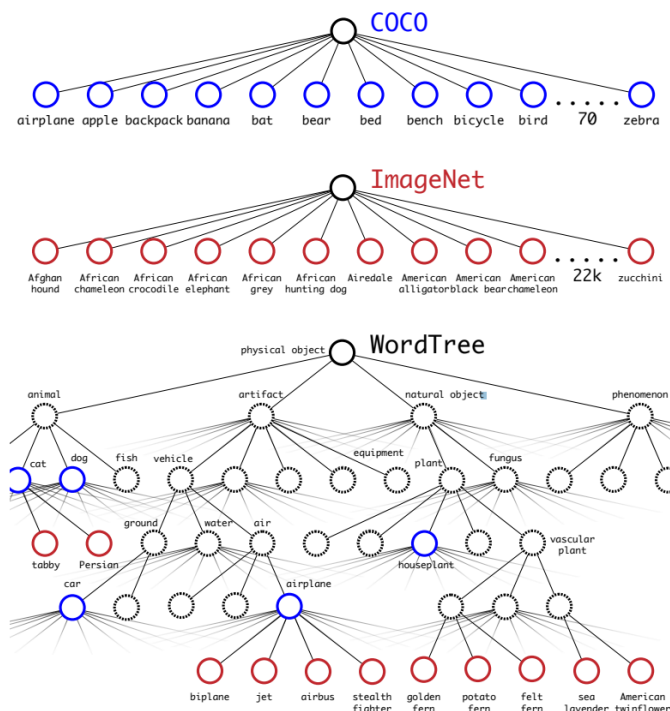 COCO
airplane apple backpack banana bat bear bed bench bicycle bird ..... 70 zebra
ImageNet
Afghan hound
African chameleon
African crocodile
African elephant
African grey
African hunting dog
Airedale
American alligator
American black bear
American chameleon
..... 22k
zucchini
WordTree
physical object
animal artifact natural object phenomenon
cat dog fish vehicle equipment plant fungus
ground water air vascular plant
tabby Persian houseplant
car airplane
biplane jet airbus
stealth fighter
golden fern
potato fern
felt fern
sea lavender
American twinflower